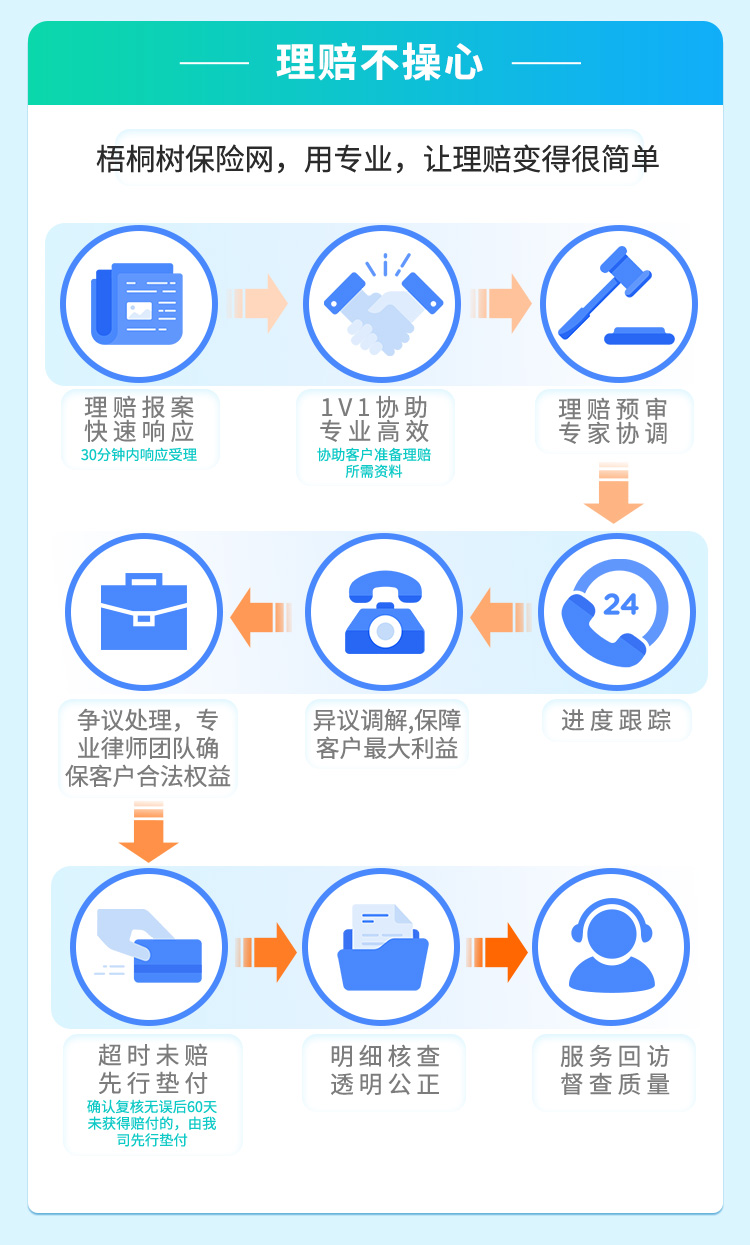 理赔不操心
梧桐树保险网，用专业，让理赔变得很简单
理赔报案
快速响应
30分钟内响应受理
1V1协助
专业高效
协助客户准备理赔
所需资料
理赔预审
专家协调
24
进度跟踪
异议调解,保障
客户最大利益
争议处理，专
业律师团队确
保客户合法权益
超时未赔
先行垫付
确认复核无误后60天
未获得赔付的，由我
司先行垫付
明细核查
透明公正
服务回访
督查质量